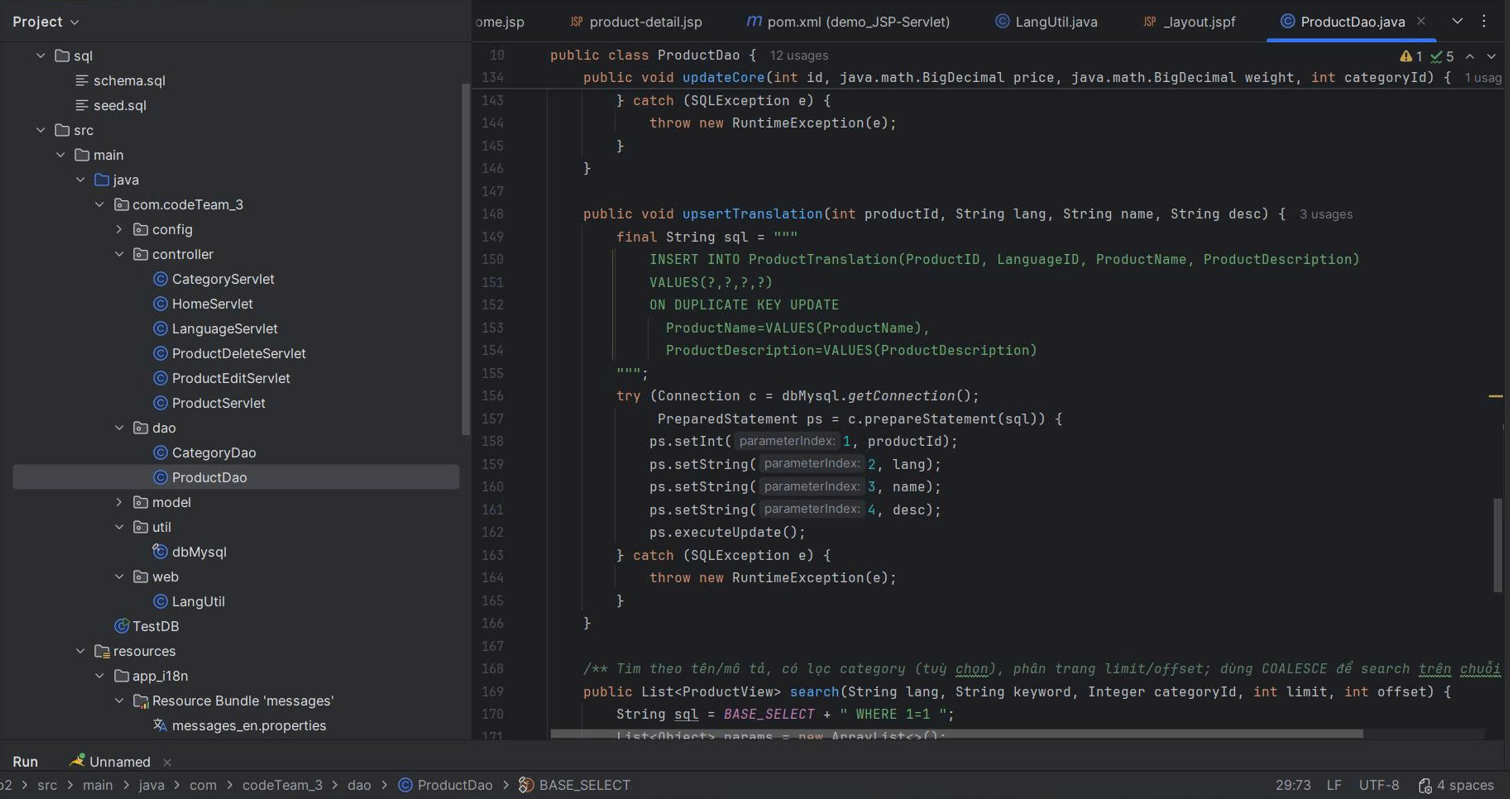 Project
ome.jsp
JSP product-detail.jsp
m pom.xml (demo_JSP-Servlet)
LangUtil.java
JSP _layout.jspf
ProductDao.java
sql
schema.sql
seed.sql
src
main
java
com.codeTeam_3
config
controller
CategoryServlet
HomeServlet
LanguageServlet
ProductDeleteServlet
ProductEditServlet
ProductServlet
dao
CategoryDao
ProductDao
model
util
dbMysql
web
LangUtil
TestDB
resources
app_i18n
Resource Bundle 'messages'
messages_en.properties
10 public class ProductDao { 12 usages
1 5
134 public void updateCore(int id, java.math.BigDecimal price, java.math.BigDecimal weight, int categoryId) { 1 usag
143 } catch (SQLException e) {
144 throw new RuntimeException(e);
145 }
146 }
147
148 public void upsertTranslation(int productId, String lang, String name, String desc) { 3 usages
149 final String sql = """
150 INSERT INTO ProductTranslation(ProductID, LanguageID, ProductName, ProductDescription)
151 VALUES(?,?,?,?)
152 ON DUPLICATE KEY UPDATE
153 ProductName=VALUES(ProductName),
154 ProductDescription=VALUES(ProductDescription)
155 """;
156 try (Connection c = dbMysql.getConnection();
157 PreparedStatement ps = c.prepareStatement(sql)) {
158 ps.setInt( parameterIndex: 1, productId);
159 ps.setString( parameterIndex: 2, lang);
160 ps.setString( parameterIndex: 3, name);
161 ps.setString( parameterIndex: 4, desc);
162 ps.executeUpdate();
163 } catch (SQLException e) {
164 throw new RuntimeException(e);
165 }
166 }
167
168 /** Tìm theo tên/mô tả, có lọc category (tuỳ chọn), phân trang limit/offset; dùng COALESCE để search trên chuỗi
169 public List<ProductView> search(String lang, String keyword, Integer categoryId, int limit, int offset) {
170 String sql = BASE_SELECT + " WHERE 1=1 ";
171 List<Object> params = new ArrayList<>();
Run
Unnamed
o2 > src > main > java > com > codeTeam_3 > dao > ProductDao > BASE_SELECT
29:73 LF UTF-8 4 spaces